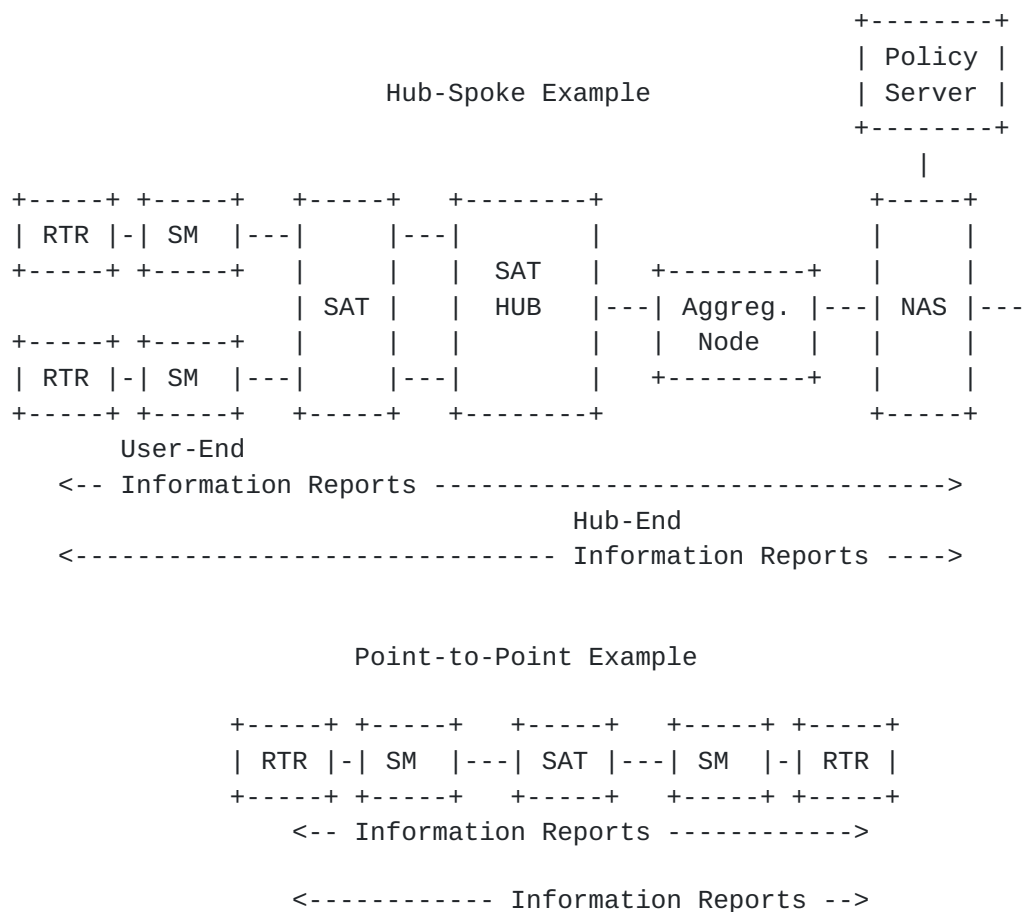 Policy
Hub-Spoke Example Server
RTR SM
SAT
SAT HUB Aggreg. NAS
Node
RTR SM
User-End
<-- Information Reports --------------------------------->
Hub-End
<------------------------------- Information Reports ---->
Point-to-Point Example
RTR SM SAT SM RTR
<-- Information Reports ------------>
<------------ Information Reports -->